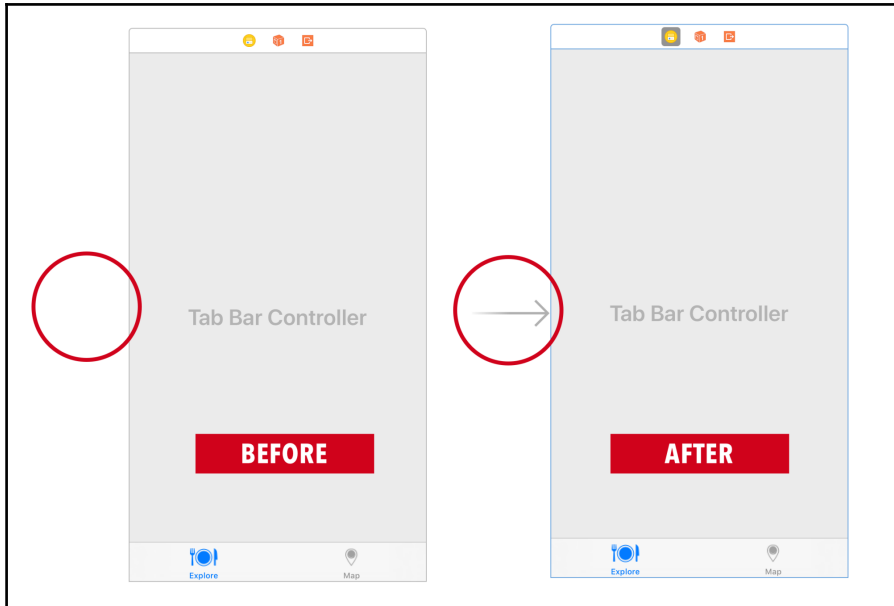 Tab Bar Controller
BEFORE
Explore
Map
Tab Bar Controller
AFTER
Explore
Map